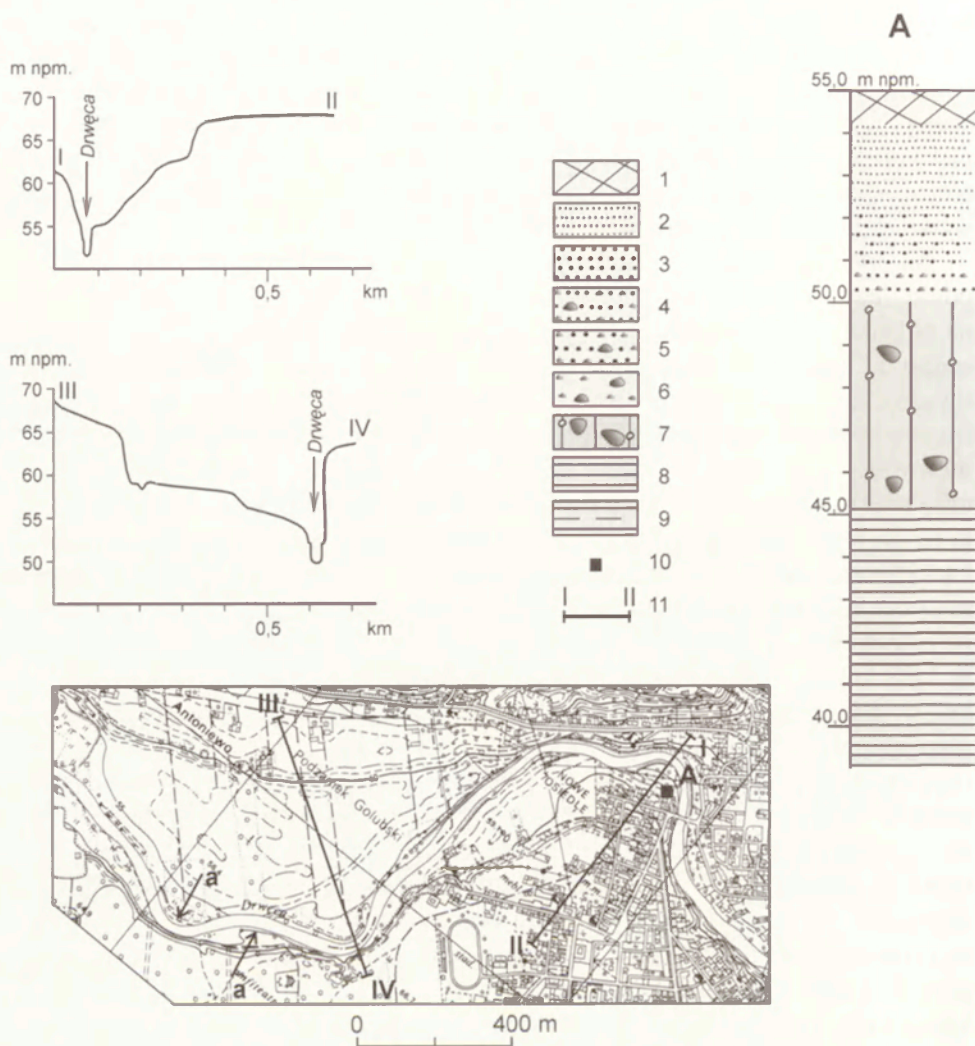 A
m npm.
70
65
60
55
I
Drwęca
II
0,5
km
m npm.
70
65
60
55
50
III
Drwęca
IV
0,5
km
1
2
3
4
5
6
7
8
9
10
I II 11
55,0 m npm.
50,0
45,0
40,0
III
Antoniewo
Podzamek Golubski
NOWE
OSIEDLE
I
A
a
Drwęca
a
II
IV
0 400 m